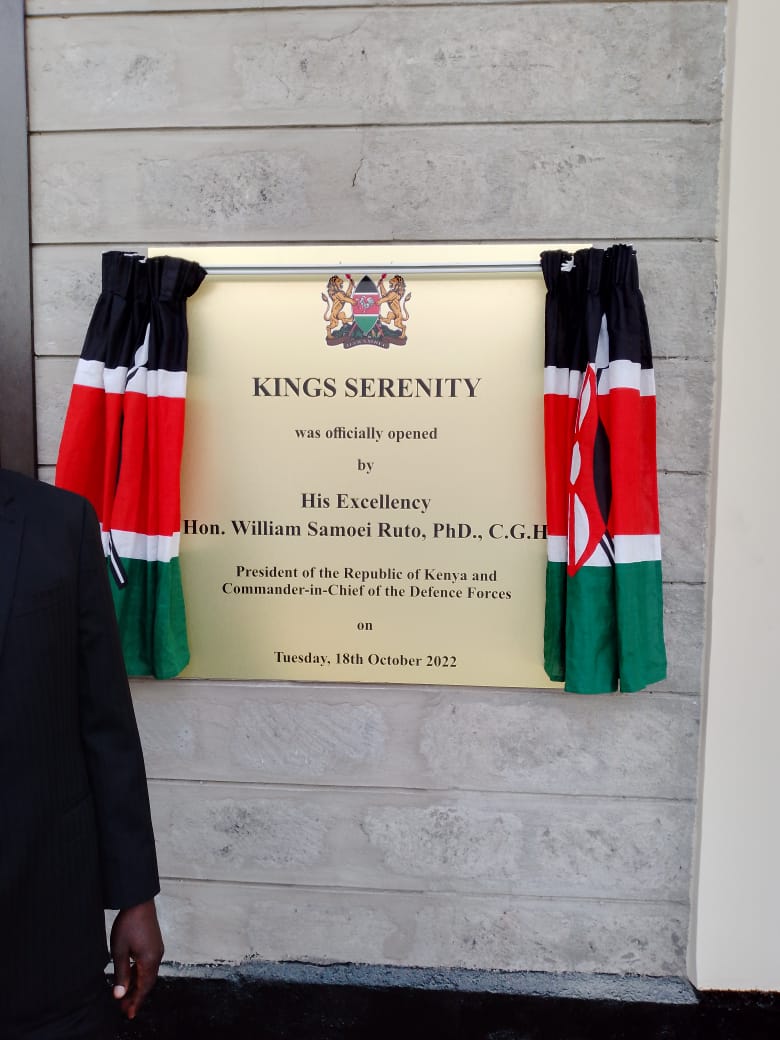 KINGS SERENITY
was officially opened
by
His Excellency
Hon. William Samoei Ruto, PhD., C.G.H
President of the Republic of Kenya and
Commander-in-Chief of the Defence Forces
on
Tuesday, 18th October 2022